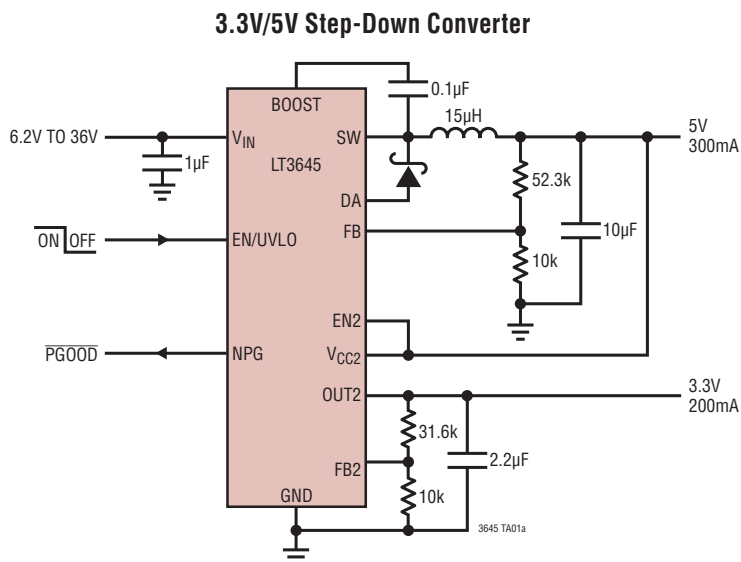 3.3V/5V Step-Down Converter
6.2V TO 36V
1µF
ON OFF
PGOOD
BOOST
VIN
SW
LT3645
DA
EN/UVLO
FB
EN2
VCC2
NPG
OUT2
FB2
GND
0.1µF
15µH
5V
300mA
52.3k
10µF
10k
3.3V
200mA
31.6k
2.2µF
10k
3645 TA01a